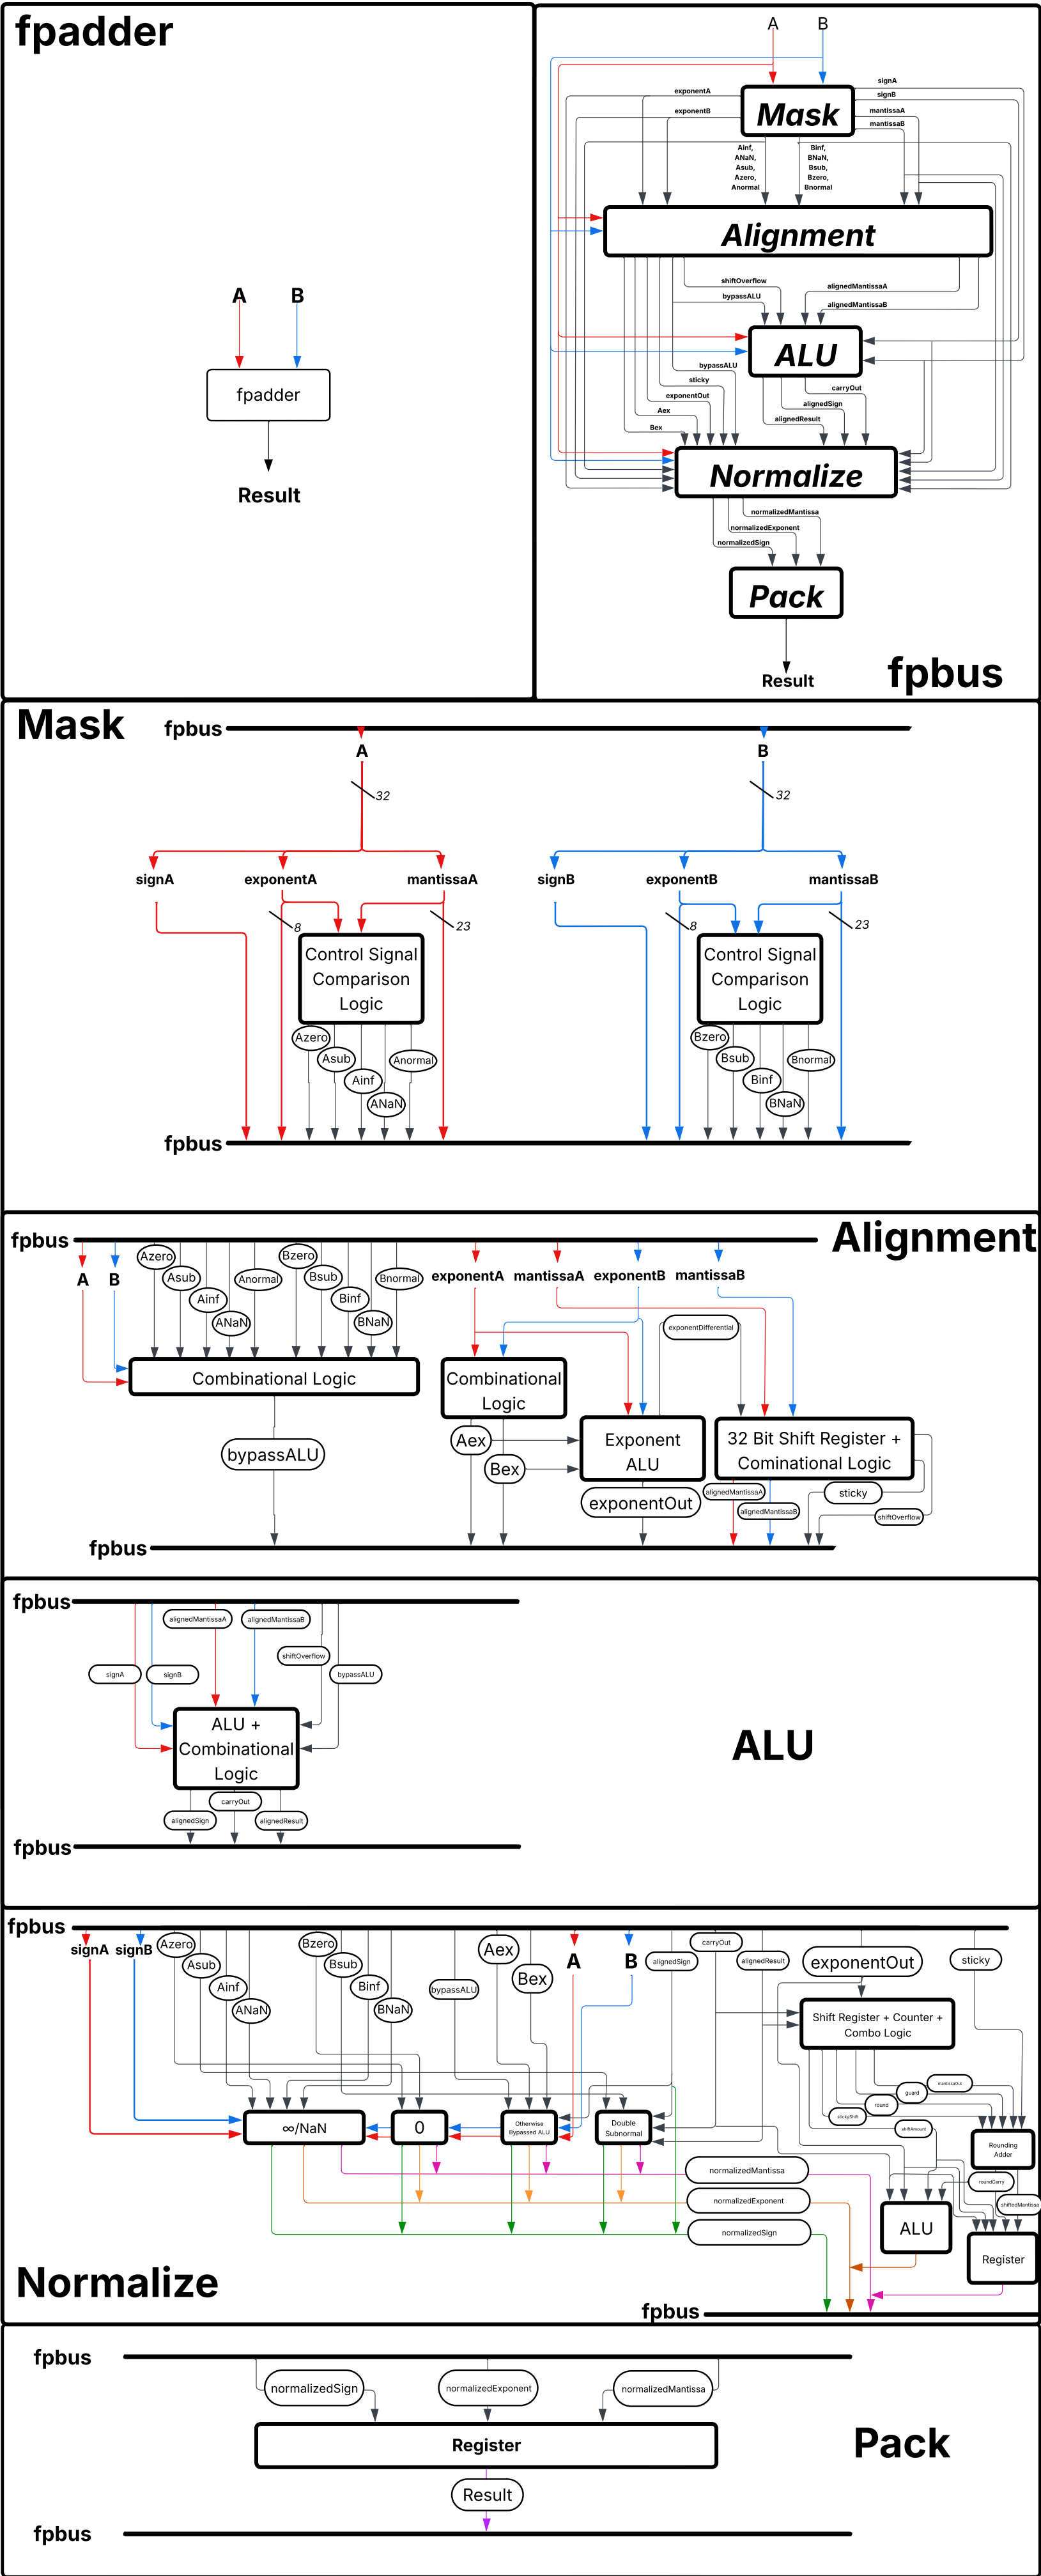 fpadder
A
B
fpadder
Result
A
B
Mask
exponentA
exponentB
signA
signB
mantissaA
mantissaB
Ainf,
ANaN,
Asub,
Azero,
Anormal
Binf,
BNaN,
Bsub,
Bzero,
Bnormal
Alignment
shiftOverflow
bypassALU
alignedMantissaA
alignedMantissaB
ALU
bypassALU
sticky
exponentOut
Aex
Bex
carryOut
alignedSign
alignedResult
Normalize
normalizedMantissa
normalizedExponent
normalizedSign
Pack
Result
fpbus
Mask
fpbus
A
B
32
32
signA
exponentA
mantissaA
signB
exponentB
mantissaB
8
23
8
23
Control Signal
Comparison
Logic
Control Signal
Comparison
Logic
Azero
Asub
Ainf
ANaN
Anormal
Bzero
Bsub
Binf
BNaN
Bnormal
fpbus
Alignment
fpbus
A
B
Azero
Asub
Ainf
ANaN
Anormal
Bzero
Bsub
Binf
BNaN
Bnormal
exponentA
mantissaA
exponentB
mantissaB
exponentDifferential
Combinational Logic
Combinational
Logic
bypassALU
Aex
Bex
Exponent
ALU
32 Bit Shift Register +
Cominational Logic
exponentOut
alignedMantissaA
alignedMantissaB
sticky
shiftOverflow
fpbus
fpbus
alignedMantissaA
alignedMantissaB
shiftOverflow
signA
signB
bypassALU
ALU +
Combinational
Logic
ALU
carryOut
alignedSign
alignedResult
fpbus
fpbus
signA
signB
Azero
Asub
Ainf
ANaN
Bzero
Bsub
Binf
BNaN
bypassALU
Aex
Bex
A
B
alignedSign
carryOut
alignedResult
exponentOut
sticky
Shift Register + Counter +
Combo Logic
mantissaOut
guard
round
stickyShift
shiftAmount
∞/NaN
0
Otherwise
Bypassed ALU
Double
Subnormal
Rounding
Adder
roundCarry
shiftedMantissa
normalizedMantissa
normalizedExponent
normalizedSign
ALU
Register
Normalize
fpbus
fpbus
normalizedSign
normalizedExponent
normalizedMantissa
Register
Pack
Result
fpbus